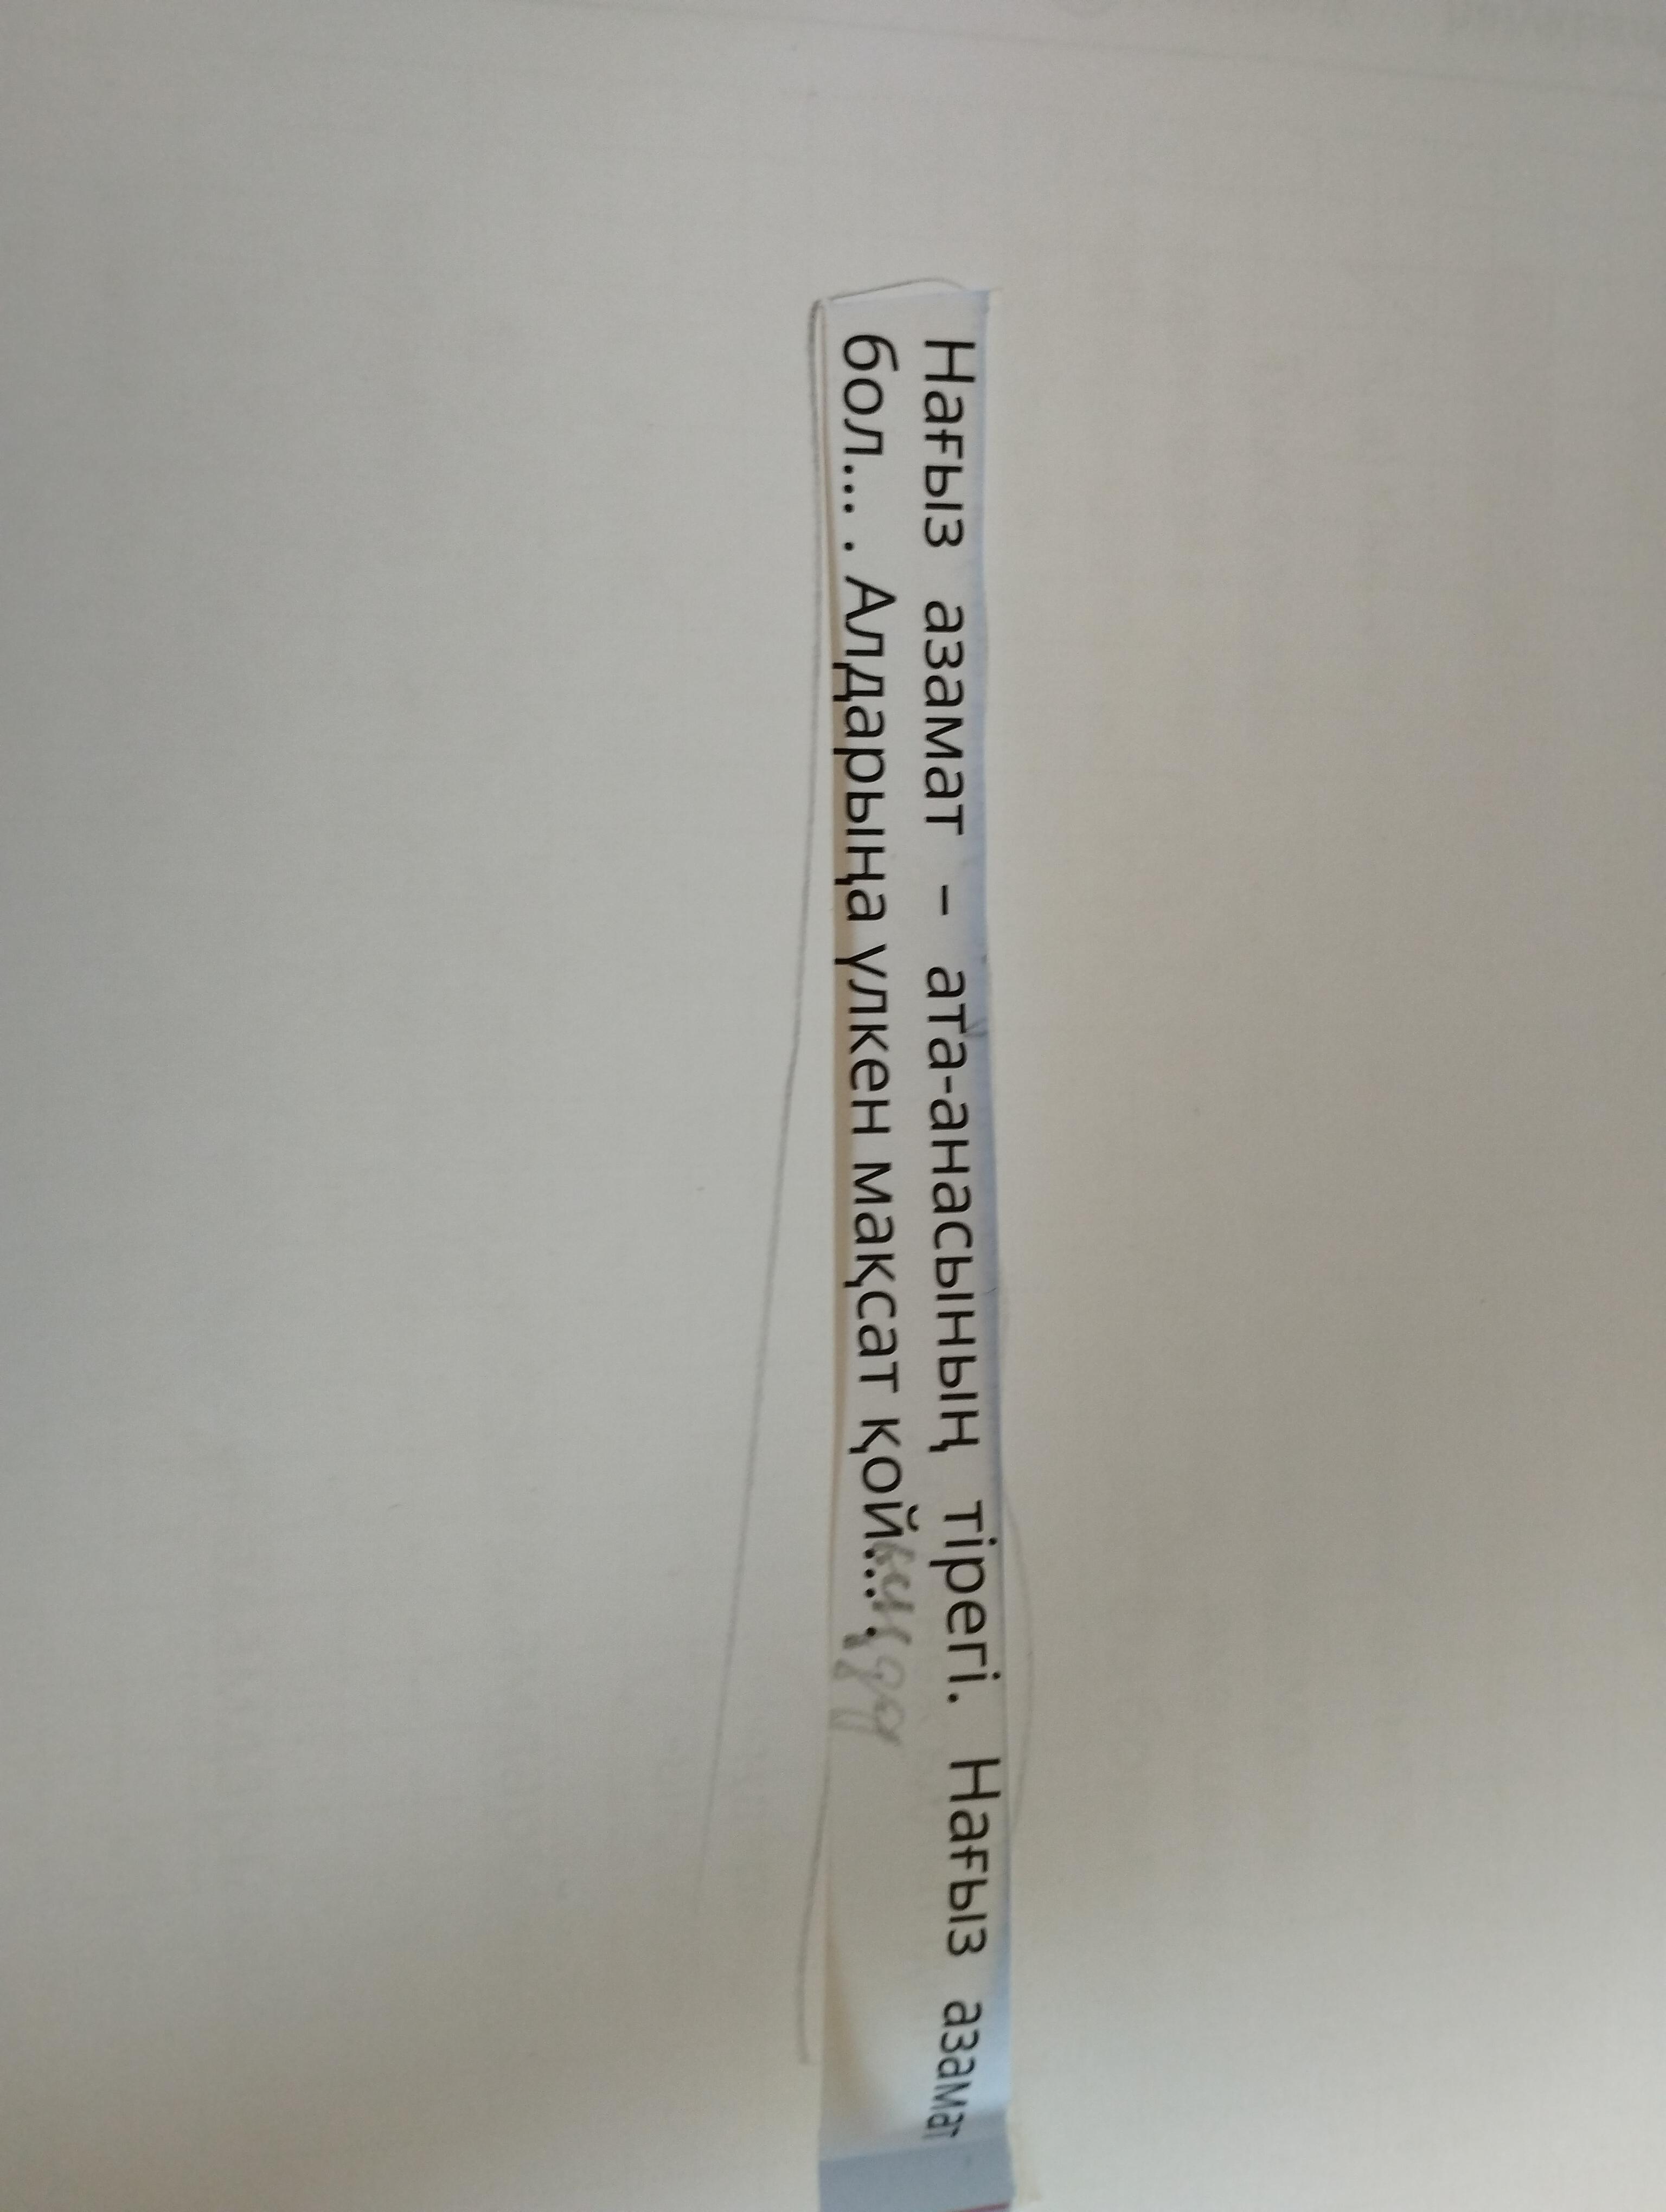 Нағыз азамат – ата-анасының тірегі. Нағыз азамат
бол... . Алдарыңа үлкен мақсат қой... .